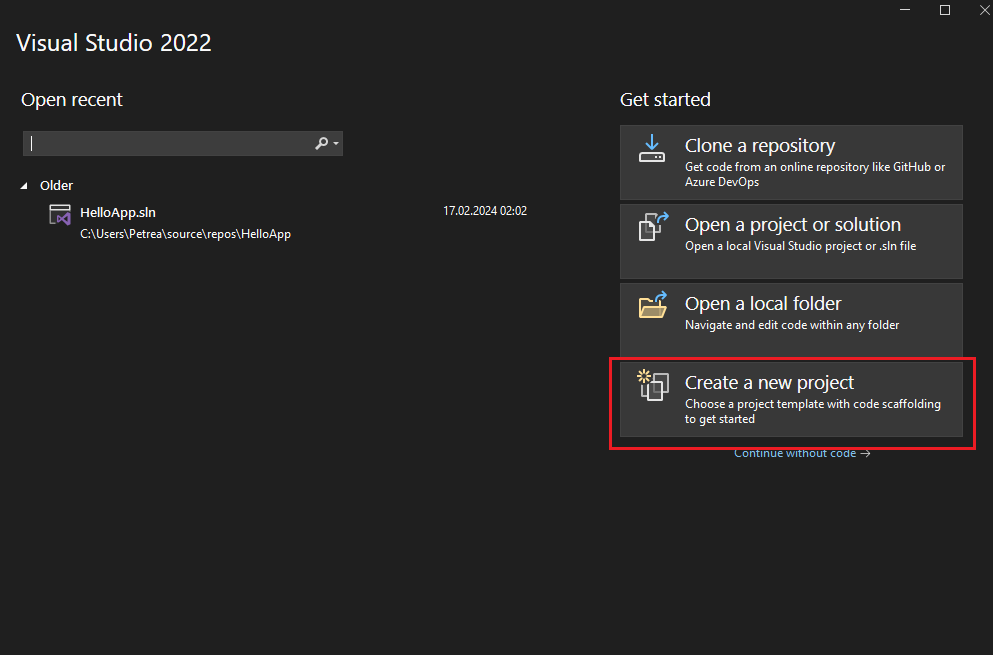 Visual Studio 2022
Open recent
Older
HelloApp.sln
17.02.2024 02:02
C:\Users\Petrea\source\repos\HelloApp
Get started
Clone a repository
Get code from an online repository like GitHub or
Azure DevOps
Open a project or solution
Open a local Visual Studio project or .sln file
Open a local folder
Navigate and edit code within any folder
Create a new project
Choose a project template with code scaffolding
to get started
Continue without code →